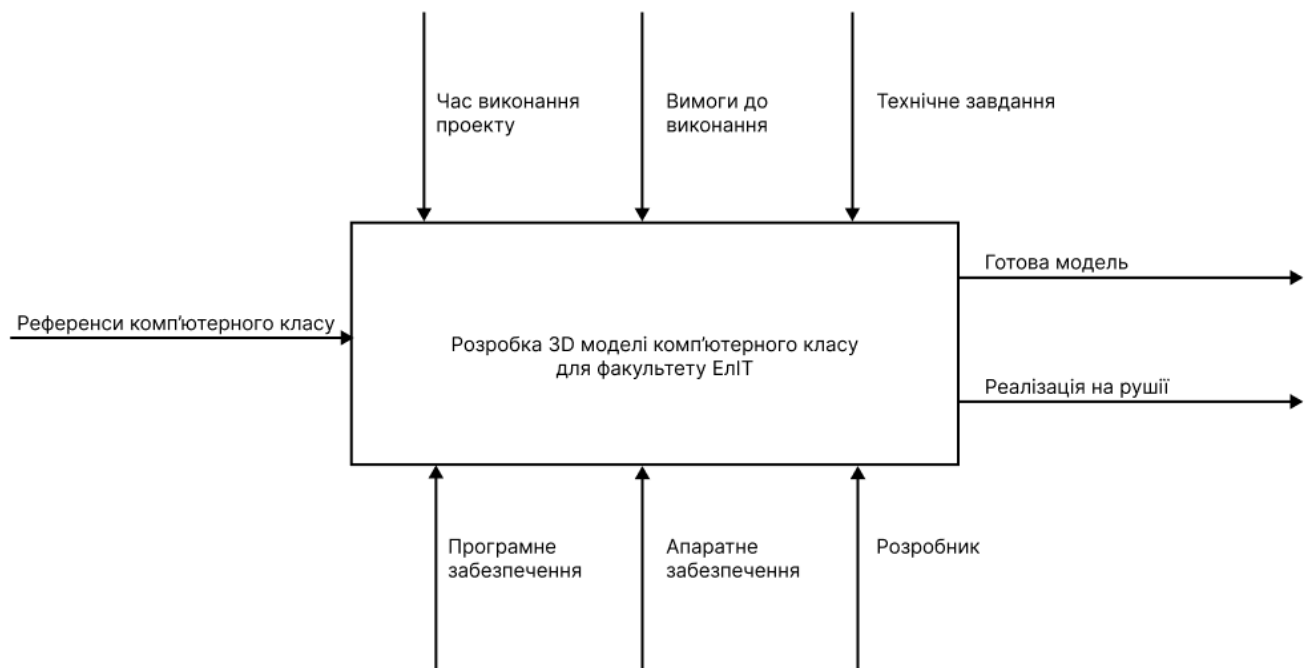 Час виконання
проекту
Вимоги до
виконання
Технічне завдання
Готова модель
Референси комп'ютерного класу
Розробка 3D моделі комп'ютерного класу
для факультету ЕлІТ
Реалізація на рушії
Програмне
забезпечення
Апаратне
забезпечення
Розробник